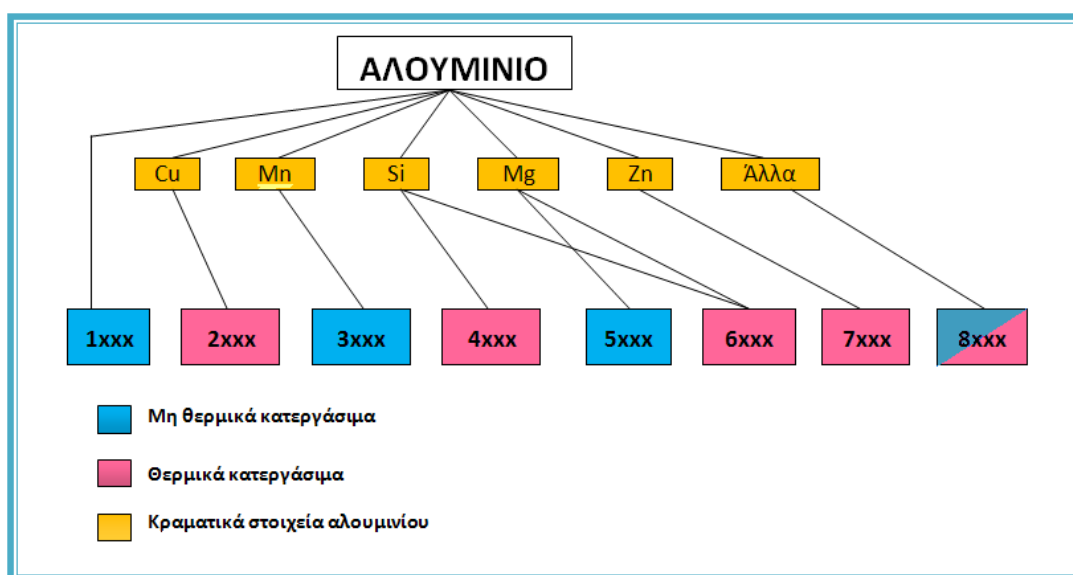 ΑΛΟΥΜΙΝΙΟ
Cu Mn Si Mg Zn Άλλα
1xxx 2xxx 3xxx 4xxx 5xxx 6xxx 7xxx 8xxx
Μη θερμικά κατεργάσιμα
Θερμικά κατεργάσιμα
Κραματικά στοιχεία αλουμινίου